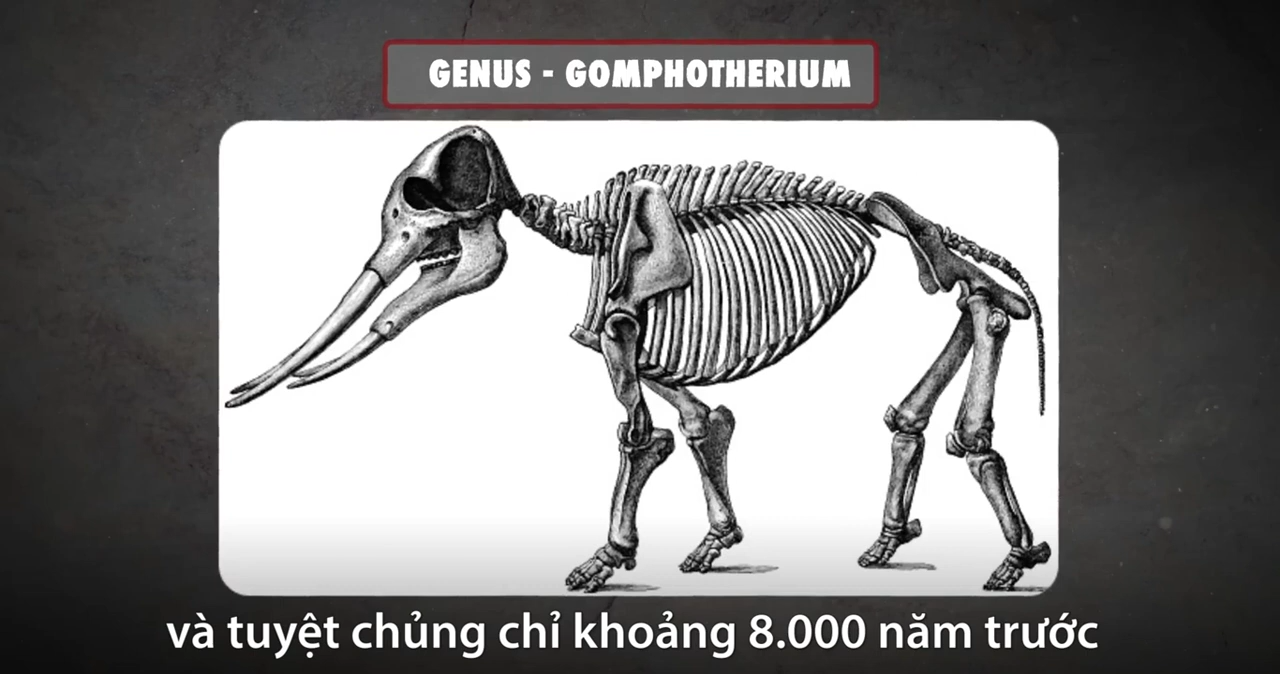 GENUS - GOMPHOTHERIUM
và tuyệt chủng chỉ khoảng 8.000 năm trước